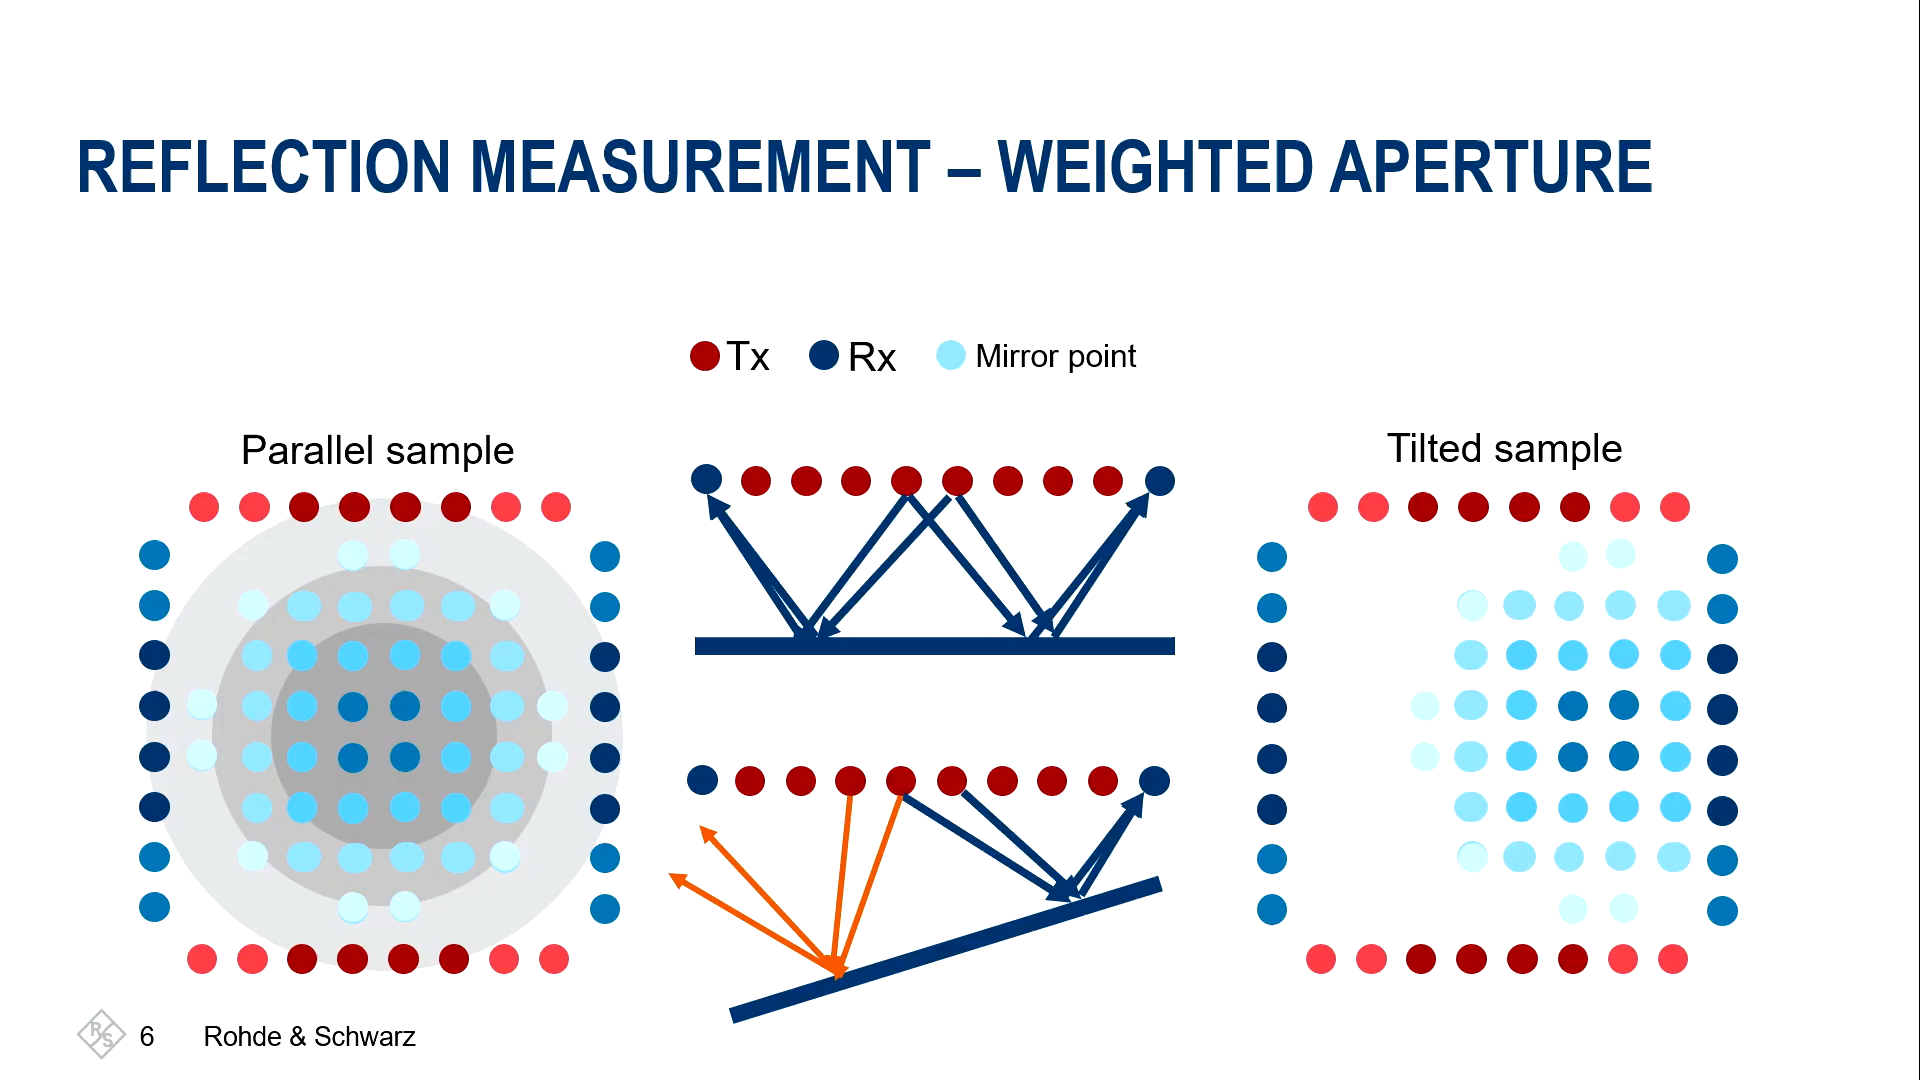 REFLECTION MEASUREMENT – WEIGHTED APERTURE
Tx Rx Mirror point
Parallel sample
Tilted sample
R S
6 Rohde & Schwarz